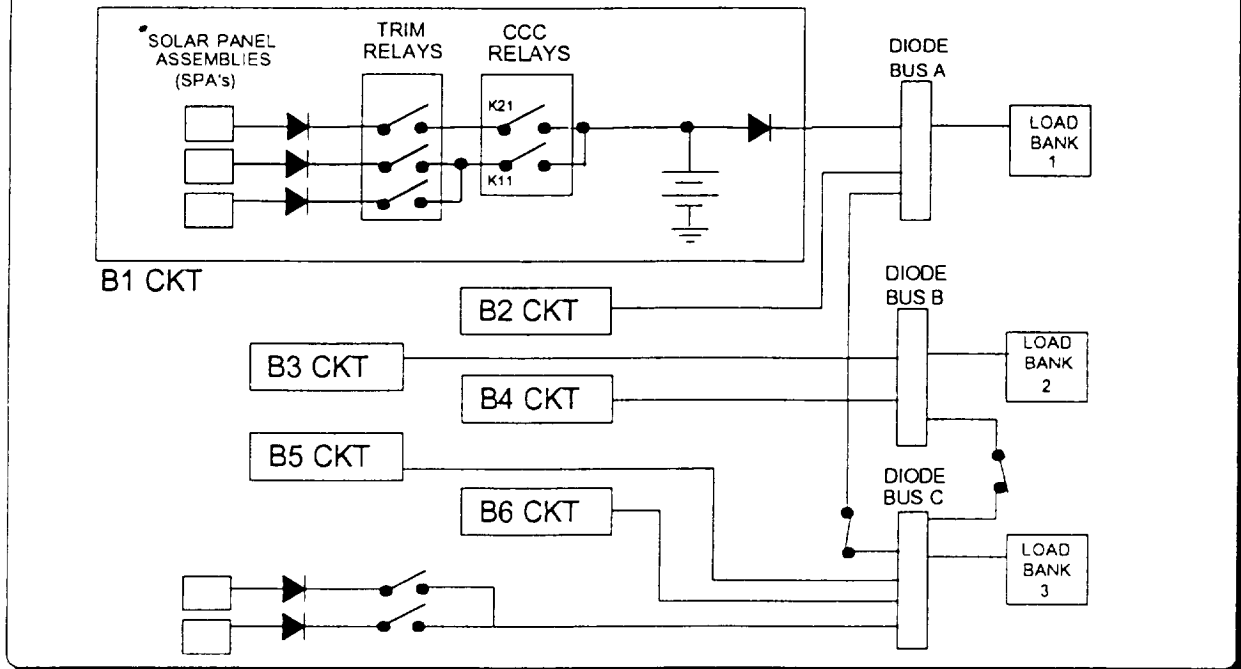 SOLAR PANEL
ASSEMBLIES
(SPA's)
TRIM
RELAYS
CCC
RELAYS
K21
K11
B1 CKT
DIODE
BUS A
LOAD
BANK
1
B2 CKT
B3 CKT
B4 CKT
DIODE
BUS B
LOAD
BANK
2
B5 CKT
B6 CKT
DIODE
BUS C
LOAD
BANK
3